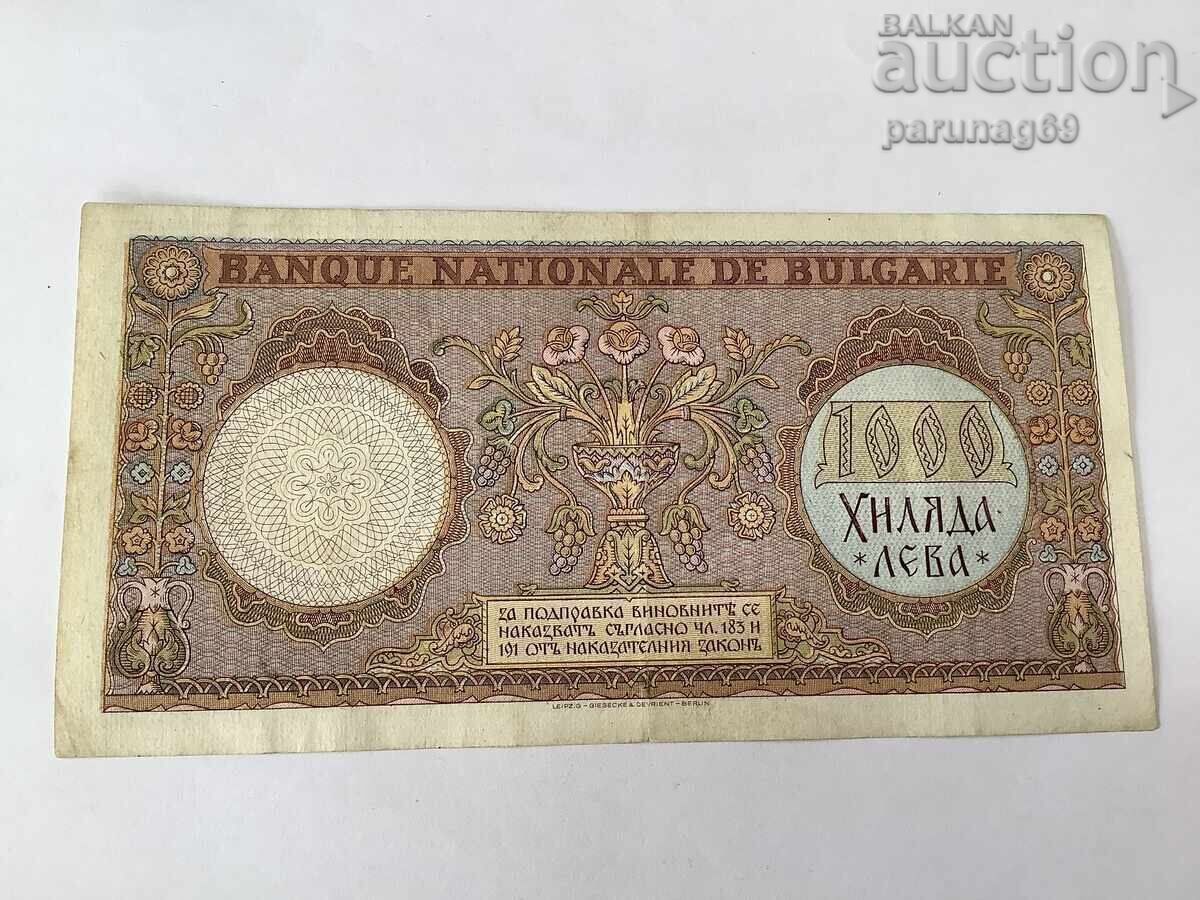 BALKAN
auction
parunag69
BANQUE NATIONALE DE BULGARIE
1000
ХИЛЯДА
* ЛЕВА *
ЗА ПОДПРАВКА ВИНОВНИТѢ СЕ
НАКАЗВАТЪ СЪГЛАСНО ЧЛ. 183 И
191 ОТЪ НАКАЗАТЕЛНИЯ ЗАКОНЪ
LEIPZIG – GIESECKE & DEVRIENT – BERLIN